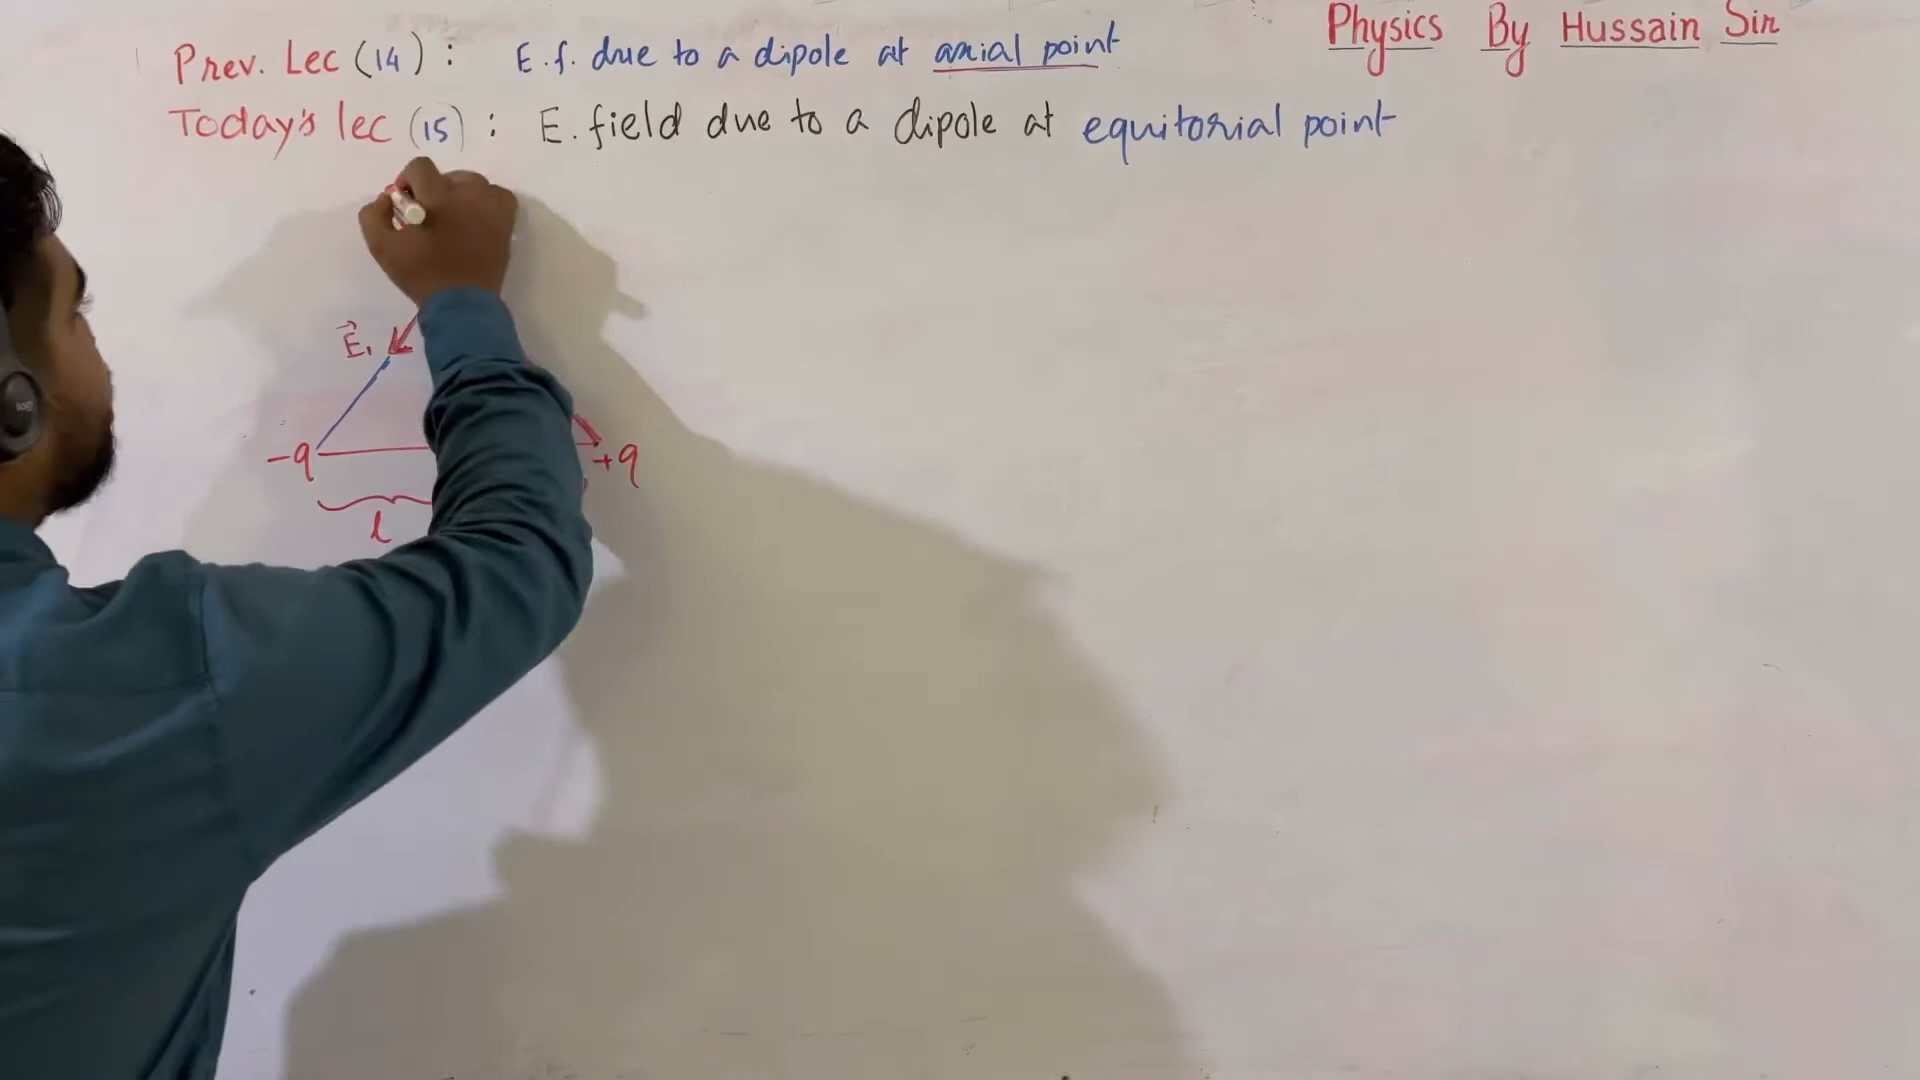 Physics By Hussain Sir
Prev. Lec (14) : E.f. due to a dipole at axial point
Today's lec (15) : E. field due to a dipole at equitorial point
E₁
-q
+q
l